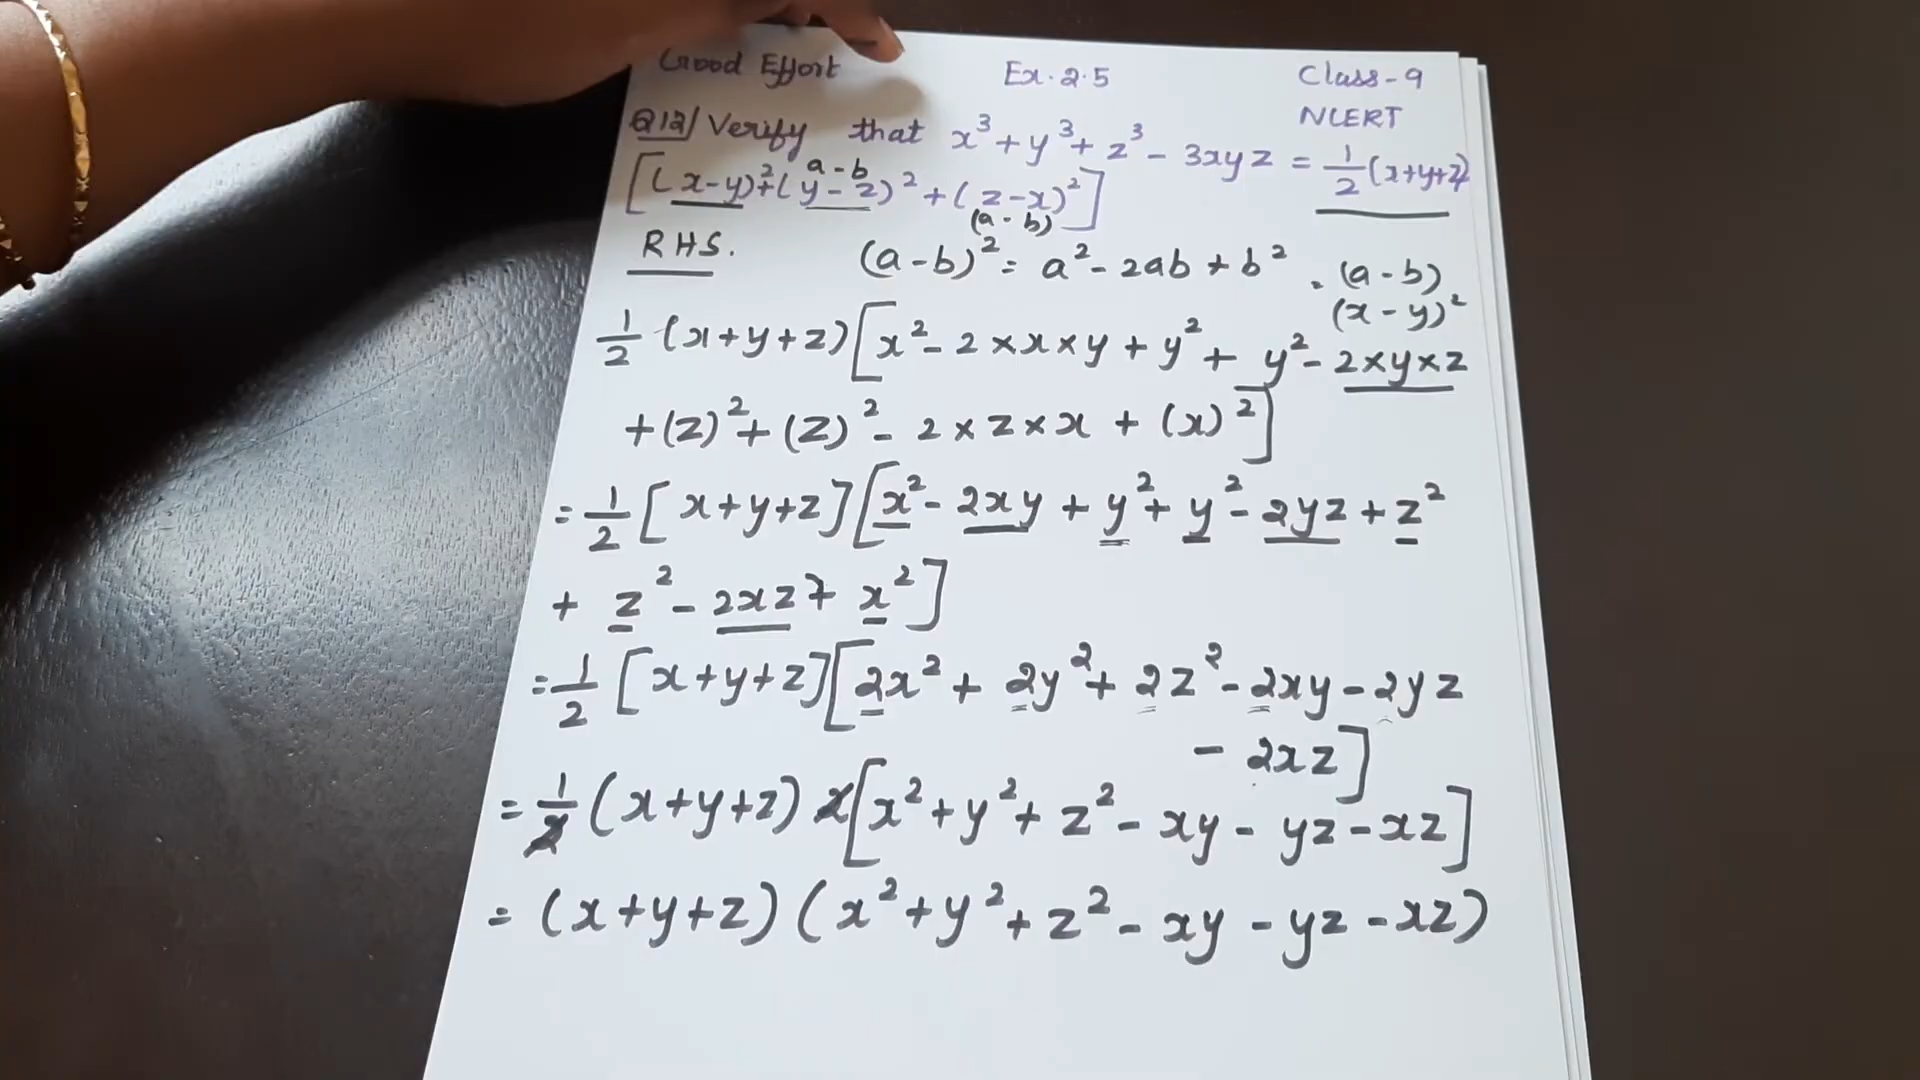 Good Effort Ex. 2.5 Class-9
NCERT
Q12/ Verify that x³ + y³ + z³ - 3xyz = 1/2 (x+y+z)
[(x-y)² + (y-z)² + (z-x)²]
a-b
(a-b)
RHS. (a-b)² = a² - 2ab + b² . (a-b)
(x-y)²
1/2 (x+y+z) [x² - 2××x×y + y² + y² - 2×y×z
+ (z)² + (z)² - 2×z×x + (x)²]
= 1/2 [x+y+z] [x² - 2xy + y² + y² - 2yz + z²
+ z² - 2xz + x²]
= 1/2 [x+y+z] [2x² + 2y² + 2z² - 2xy - 2yz
- 2xz]
= 1/2 (x+y+z) 2[x² + y² + z² - xy - yz - xz]
= (x+y+z) (x² + y² + z² - xy - yz - xz)